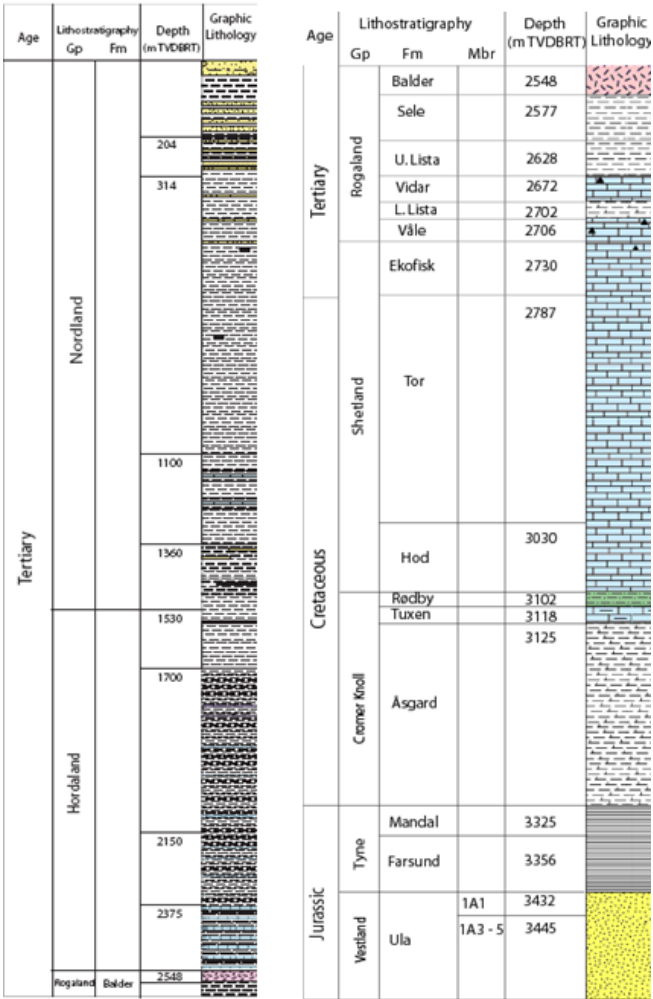 Age
Lithostratigraphy
Gp Fm
Depth
(m TVDBRT)
Graphic
Lithology
Tertiary
Nordland
204
314
1100
1360
Hordaland
1530
1700
2150
2375
Rogaland Balder 2548
Age
Lithostratigraphy
Gp Fm Mbr
Depth
(m TVDBRT)
Graphic
Lithology
Tertiary
Rogaland
Balder 2548
Sele 2577
U. Lista 2628
Vidar 2672
L. Lista 2702
Våle 2706
Shetland
Ekofisk 2730
Cretaceous
Tor 2787
Hod 3030
Cromer Knoll
Rødby 3102
Tuxen 3118
Åsgard 3125
Jurassic
Tyne
Mandal 3325
Farsund 3356
Vestland
Ula
1A1 3432
1A3 - 5 3445